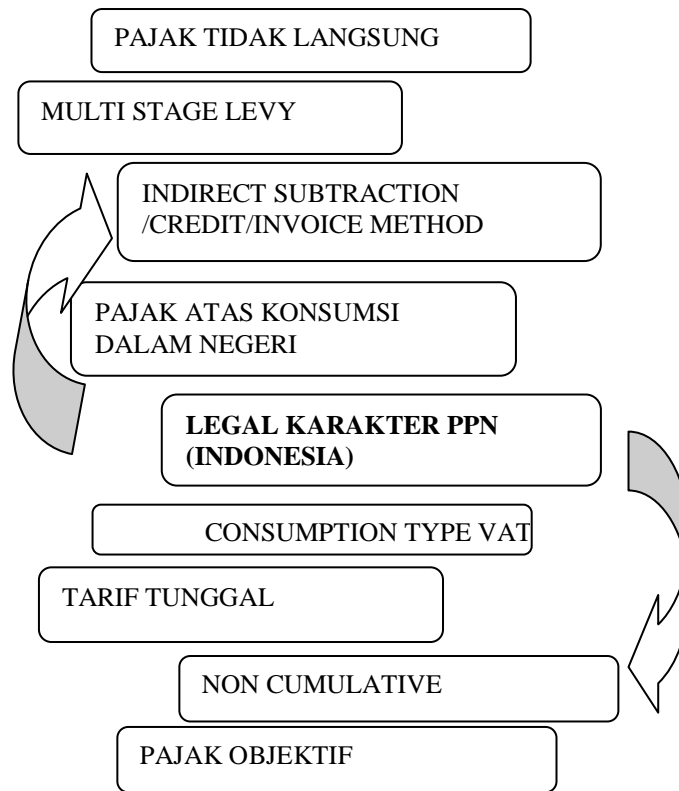 PAJAK TIDAK LANGSUNG
MULTI STAGE LEVY
INDIRECT SUBTRACTION
/CREDIT/INVOICE METHOD
PAJAK ATAS KONSUMSI
DALAM NEGERI
LEGAL KARAKTER PPN
(INDONESIA)
CONSUMPTION TYPE VAT
TARIF TUNGGAL
NON CUMULATIVE
PAJAK OBJEKTIF